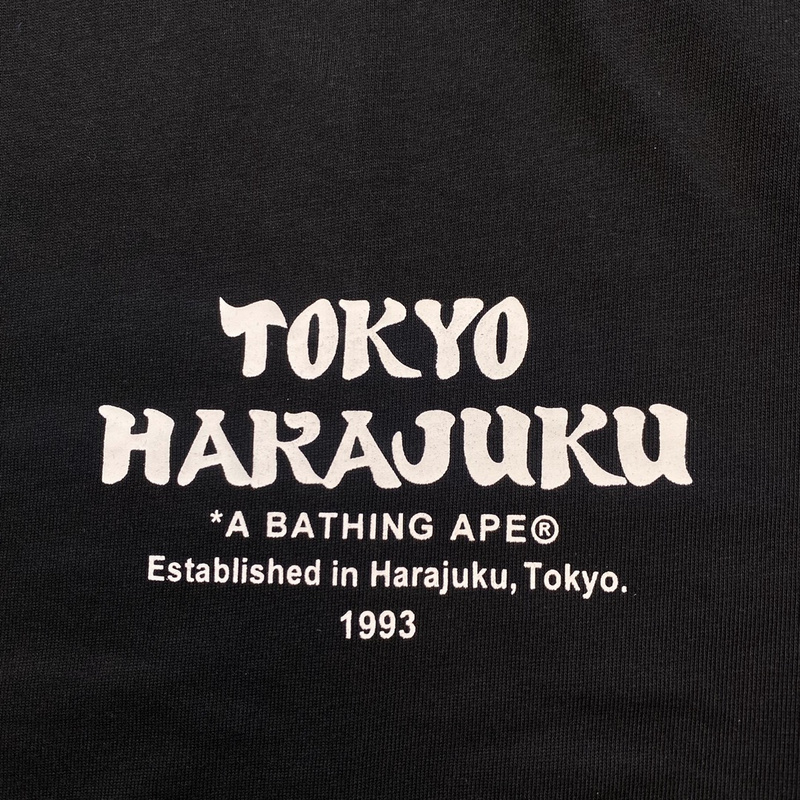 TOKYO
HARAJUKU
*A BATHING APE®
Established in Harajuku, Tokyo.
1993